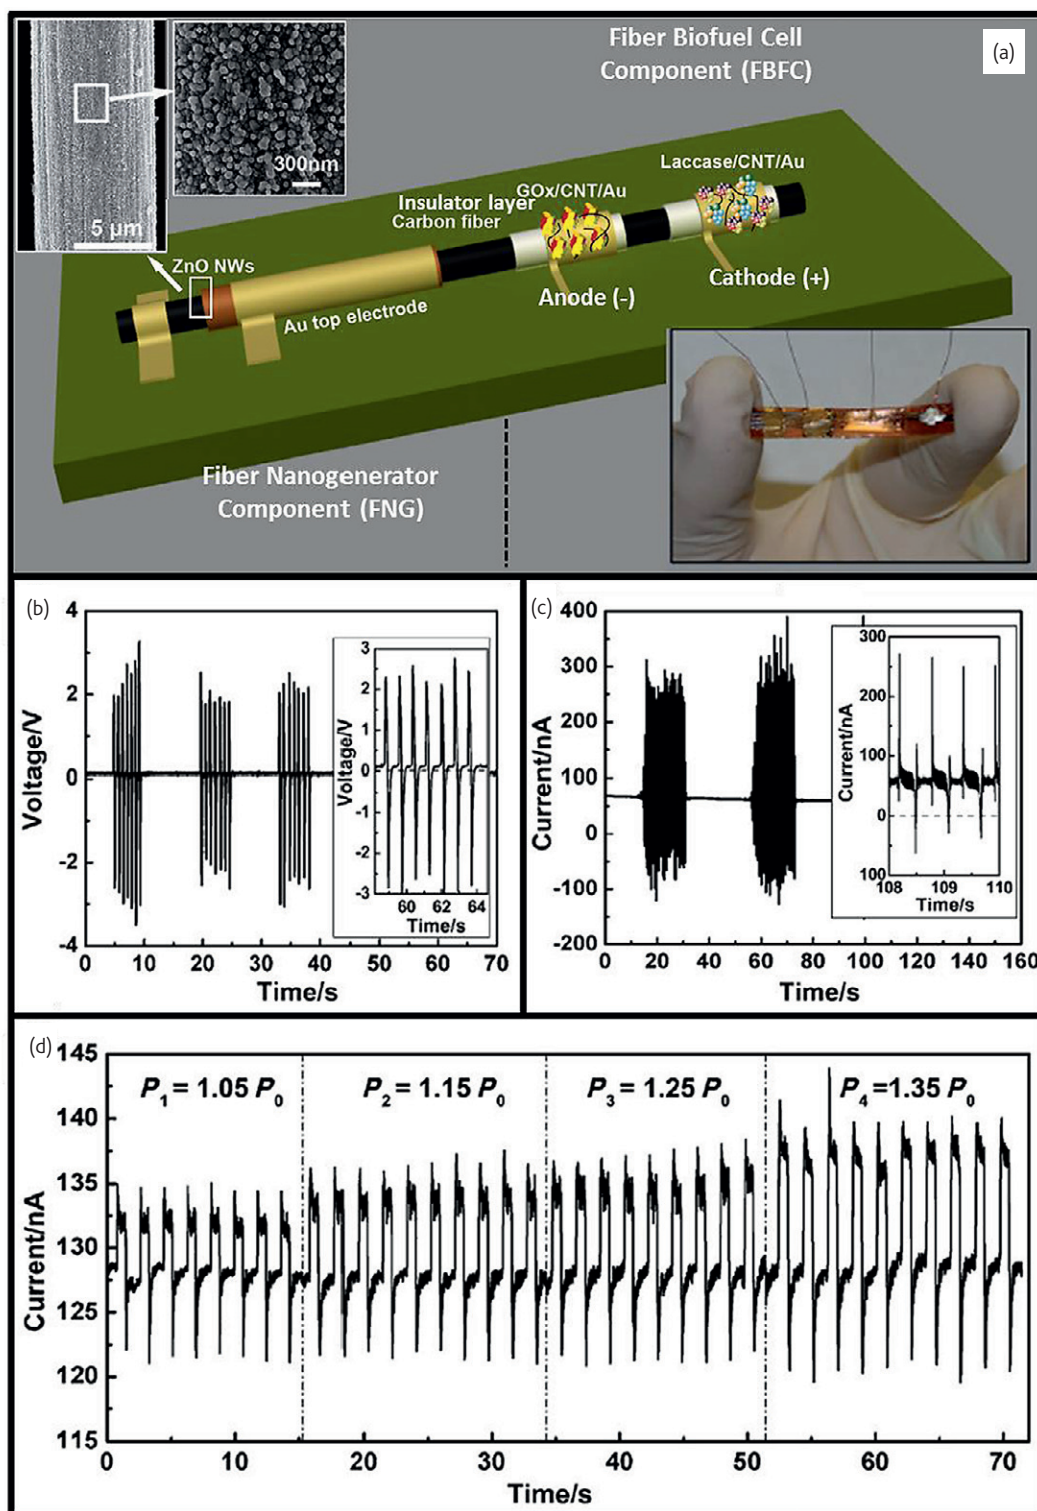 Fiber Biofuel Cell
Component (FBFC)
(a)
300nm
5 µm
Laccase/CNT/Au
GOx/CNT/Au
Insulator layer
Carbon fiber
ZnO NWs
Au top electrode
Anode (-)
Cathode (+)
Fiber Nanogenerator
Component (FNG)
(b)
4
2
0
-2
-4
Voltage/V
0 10 20 30 40 50 60 70
Time/s
3
2
1
0
-1
-2
-3
Voltage/V
60 62 64
Time/s
(c)
400
300
200
100
0
-100
-200
Current/nA
0 20 40 60 80 100 120 140 160
Time/s
300
200
100
0
100
Current/nA
108 109 110
Time/s
(d)
145
140
135
130
125
120
115
Current/nA
P1 = 1.05 P0
P2 = 1.15 P0
P3 = 1.25 P0
P4 =1.35 P0
0 10 20 30 40 50 60 70
Time/s